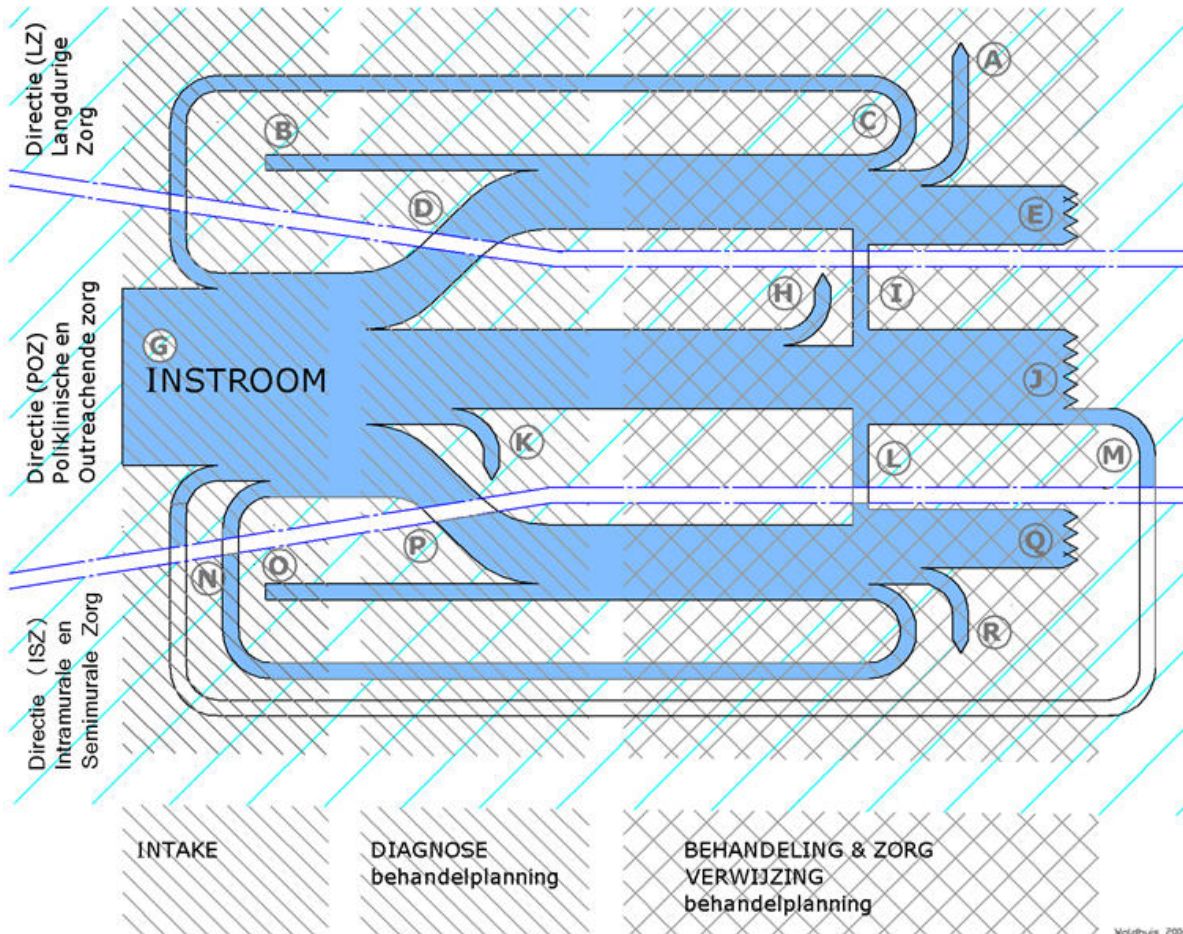 Directie (LZ)
Langdurige
Zorg
A
B
C
D
E
Directie (POZ)
Poliklinische en
Outreachende zorg
G
INSTROOM
H
I
J
K
L
M
Directie (ISZ)
Intramurale en
Semimurale Zorg
N
O
P
Q
R
INTAKE
DIAGNOSE
behandelplanning
BEHANDELING & ZORG
VERWIJZING
behandelplanning